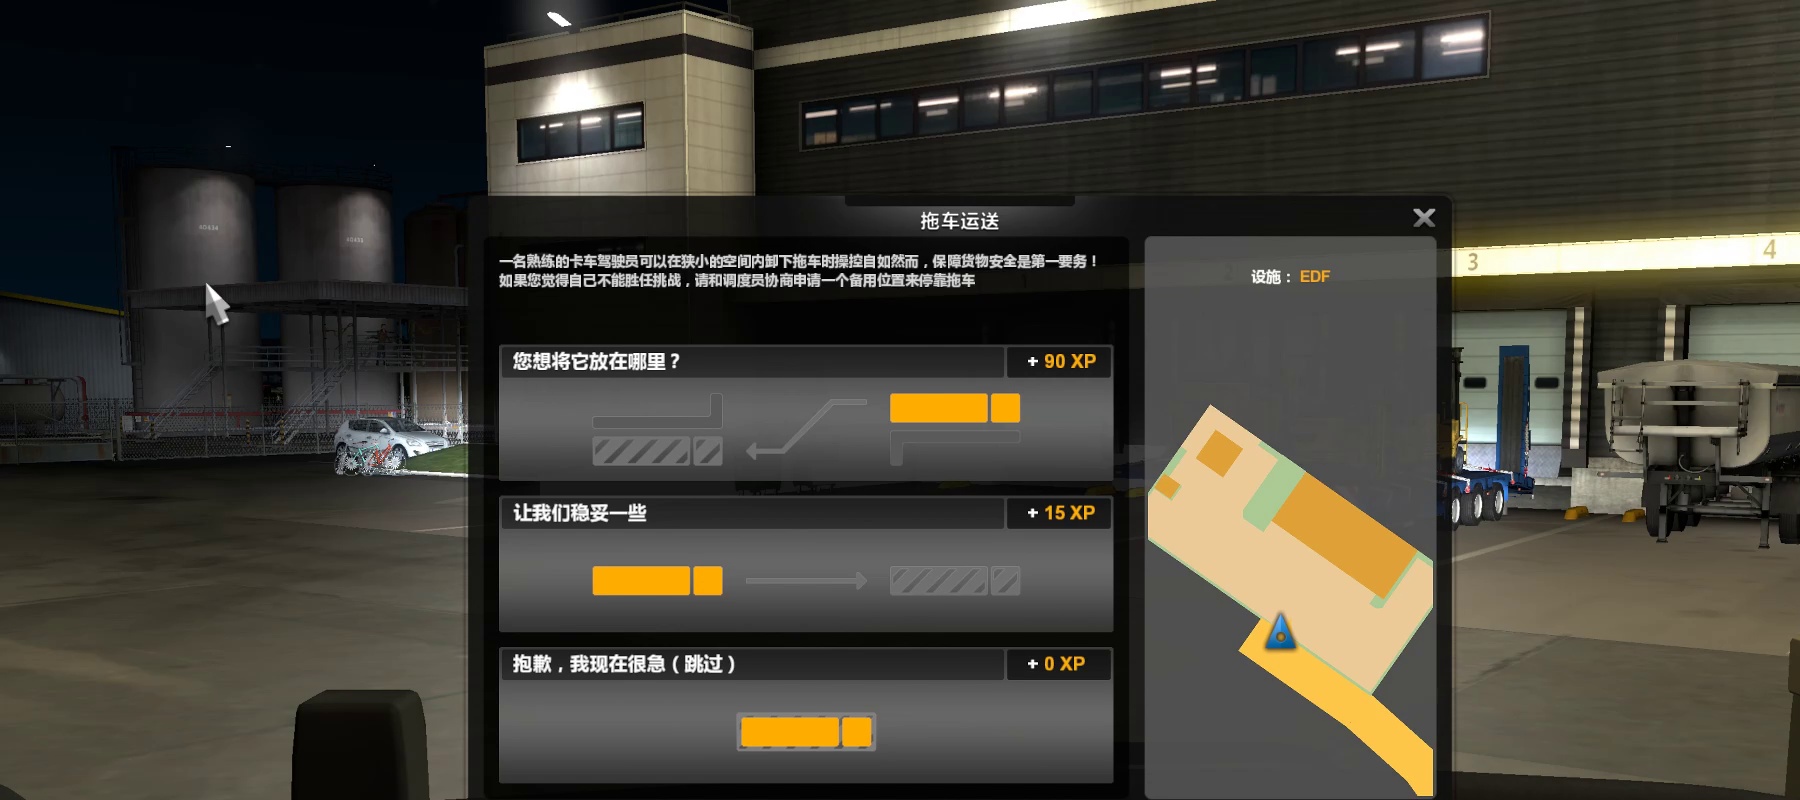 拖车运送
一名熟练的卡车驾驶员可以在狭小的空间内卸下拖车时操控自如然而，保障货物安全是第一要务！
如果您觉得自己不能胜任挑战，请和调度员协商申请一个备用位置来停靠拖车
设施： EDF
您想将它放在哪里？ + 90 XP
让我们稳妥一些 + 15 XP
抱歉，我现在很急（跳过） + 0 XP
3
4